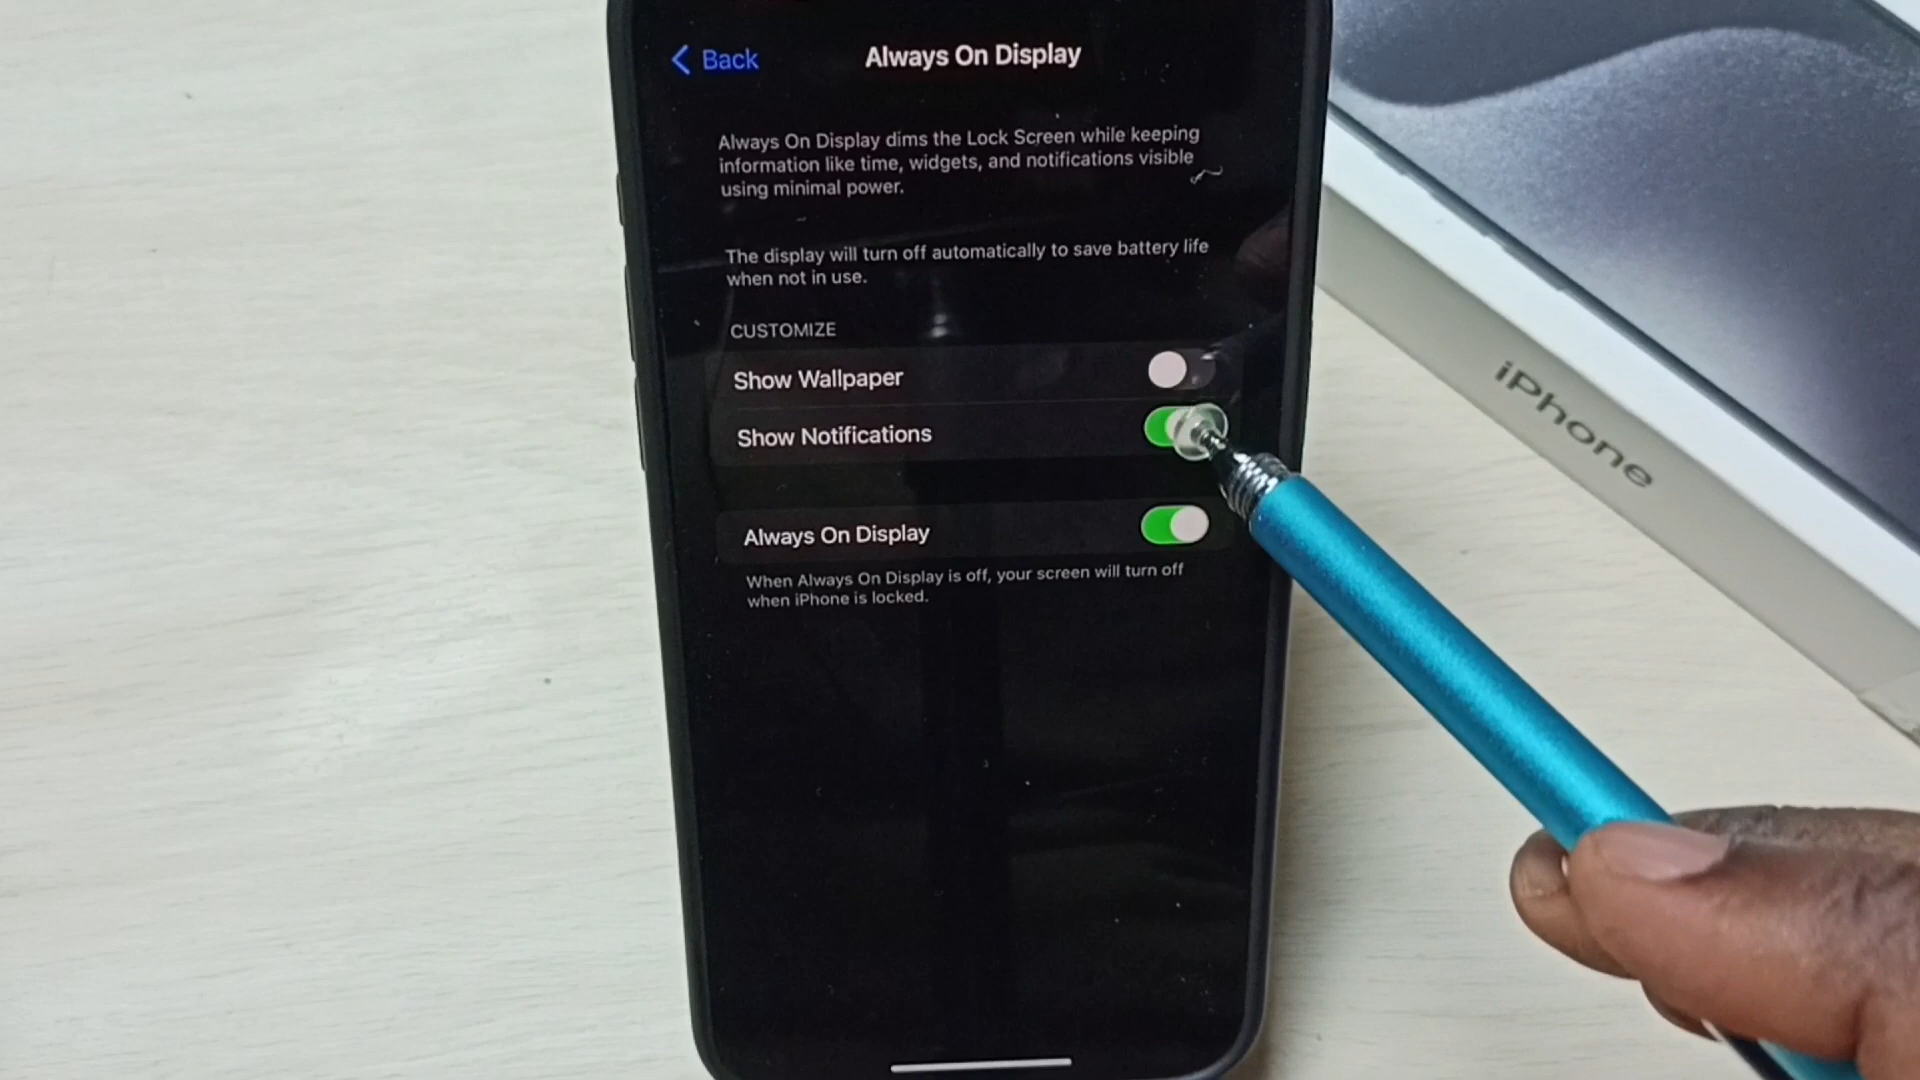 Back
Always On Display
Always On Display dims the Lock Screen while keeping
information like time, widgets, and notifications visible
using minimal power.
The display will turn off automatically to save battery life
when not in use.
CUSTOMIZE
Show Wallpaper
Show Notifications
Always On Display
When Always On Display is off, your screen will turn off
when iPhone is locked.
iPhone